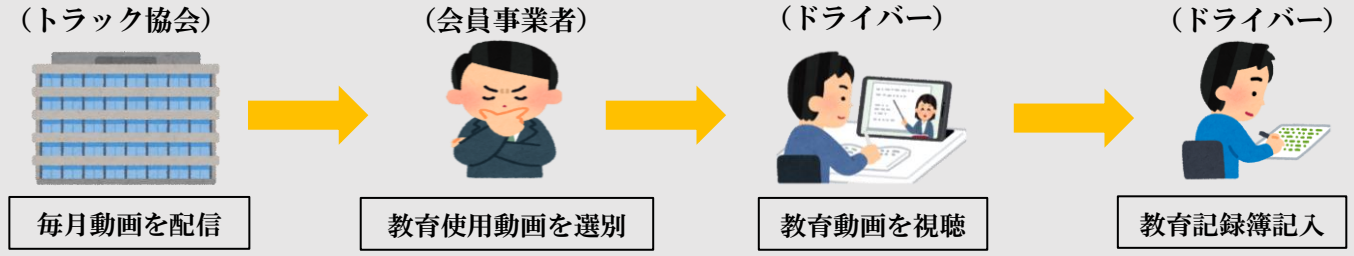 （トラック協会）
（会員事業者）
（ドライバー）
（ドライバー）
毎月動画を配信
教育使用動画を選別
教育動画を視聴
教育記録簿記入